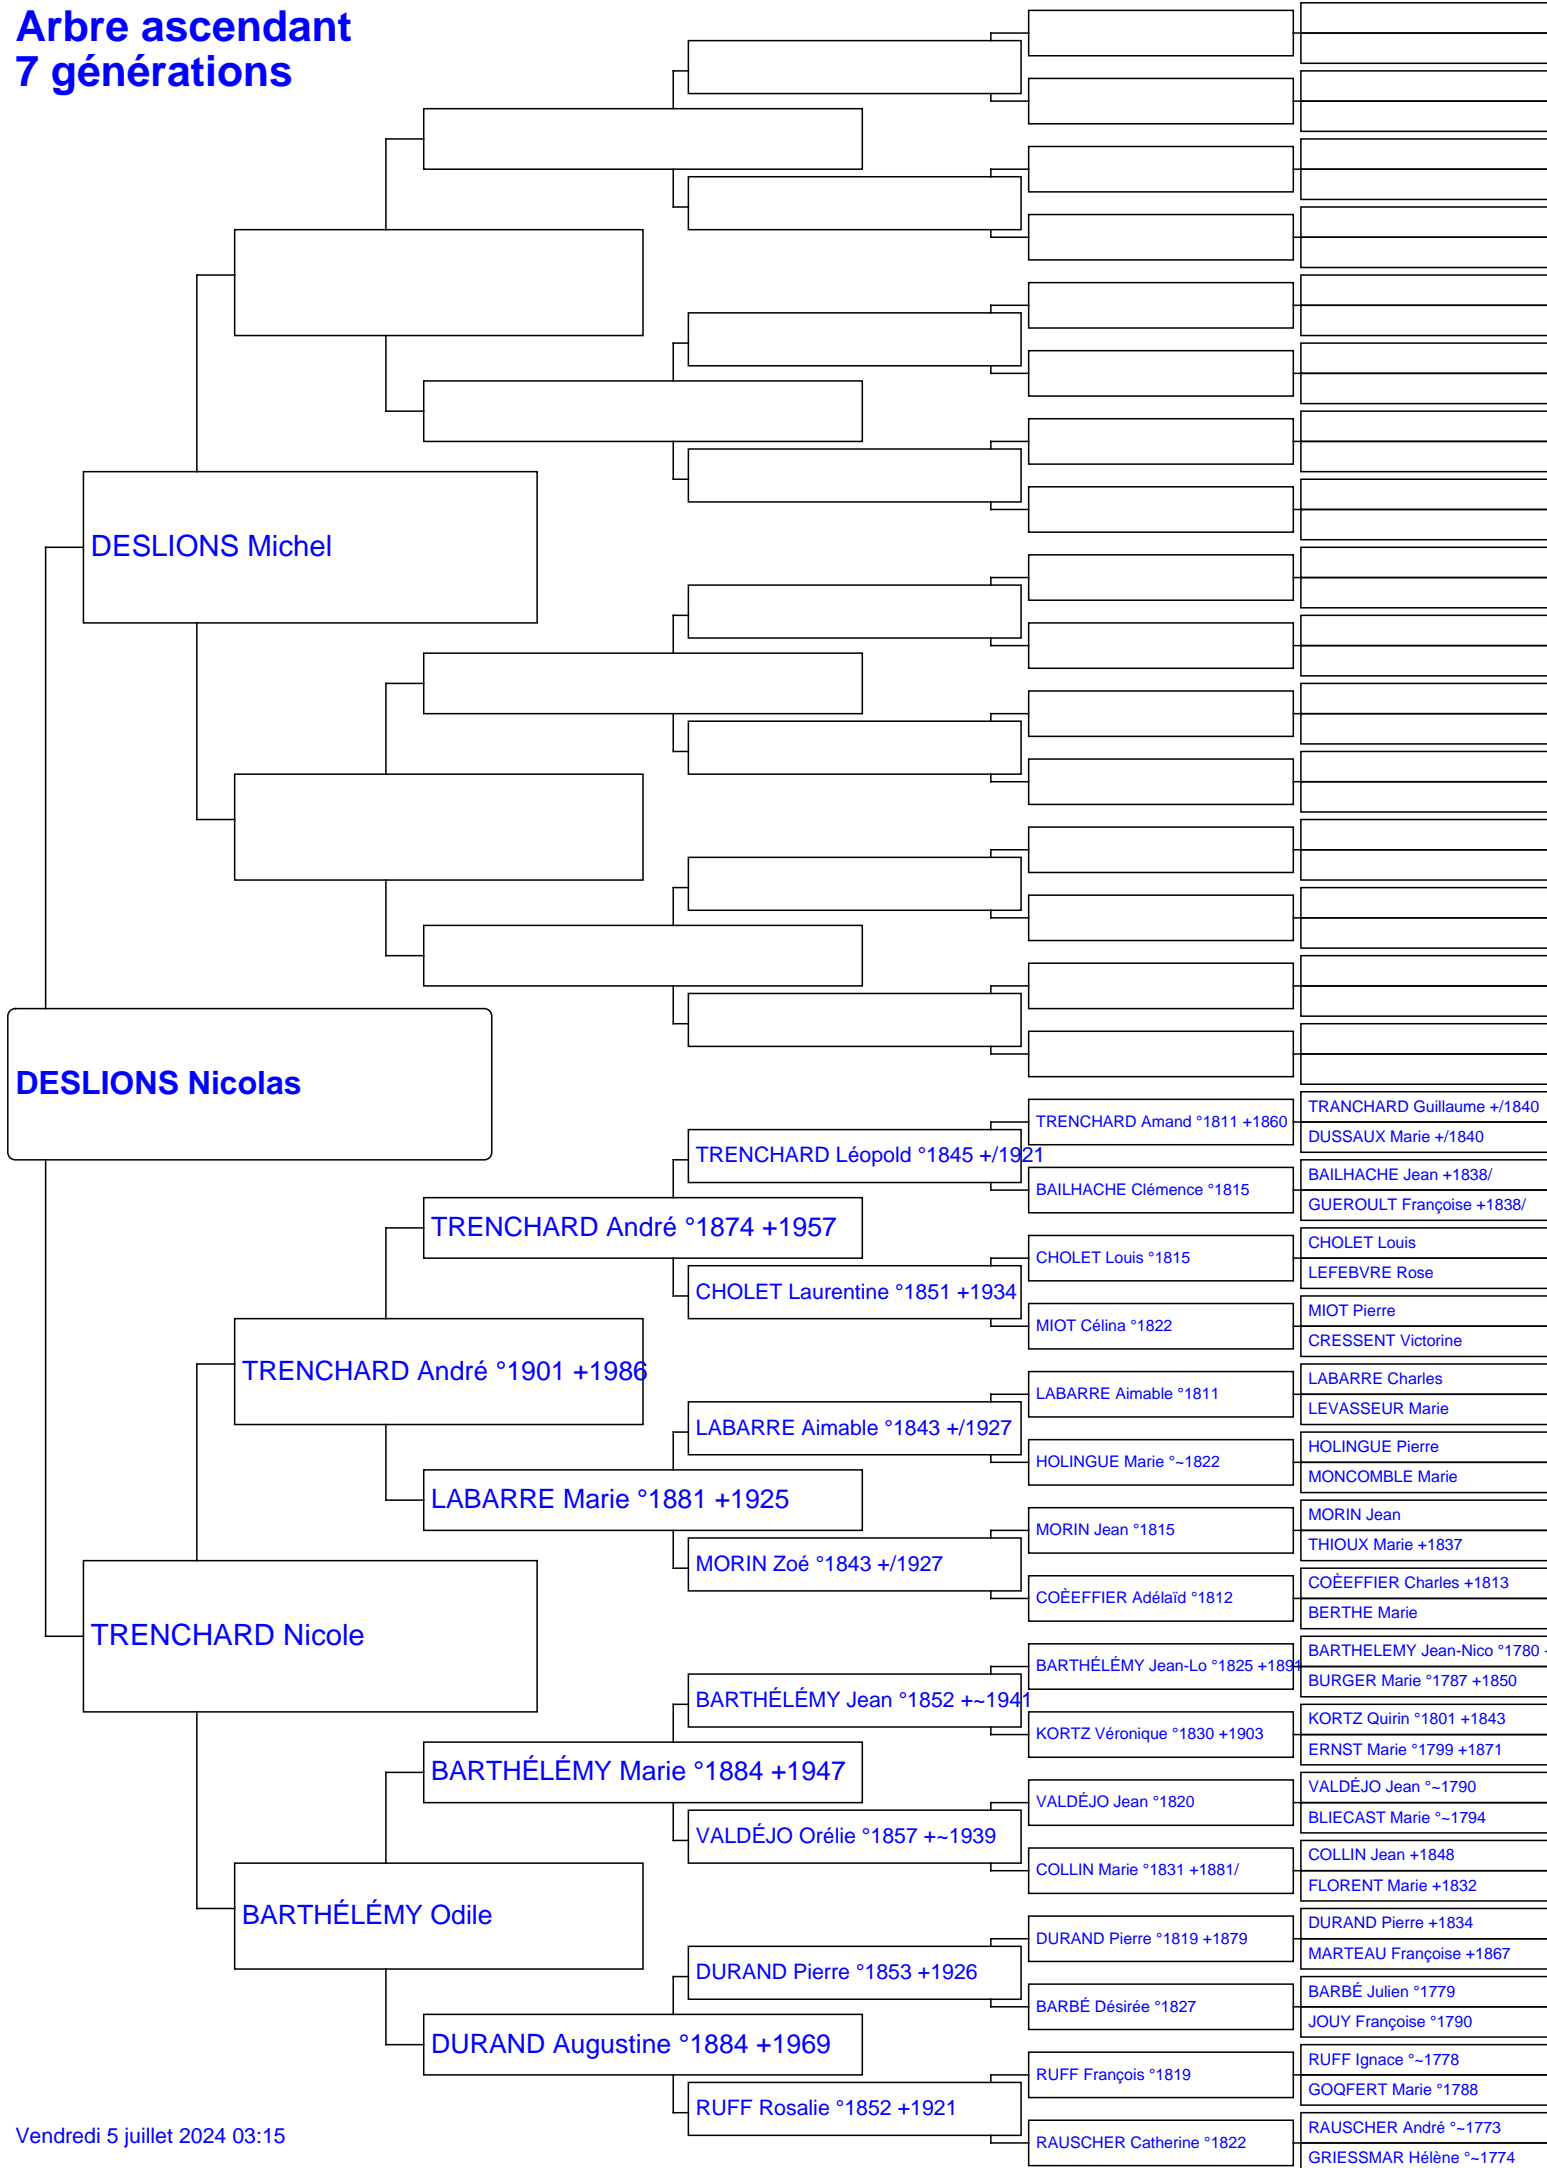 Arbre ascendant
7 générations
DESLIONS Michel
DESLIONS Nicolas
TRENCHARD Amand °1811 +1860
TRANCHARD Guillaume +/1840
DUSSAUX Marie +/1840
TRENCHARD Léopold °1845 +/1921
BAILHACHE Clémence °1815
BAILHACHE Jean +1838/
GUEROULT Françoise +1838/
TRENCHARD André °1874 +1957
CHOLET Louis °1815
CHOLET Louis
LEFEBVRE Rose
CHOLET Laurentine °1851 +1934
MIOT Célina °1822
MIOT Pierre
CRESSENT Victorine
TRENCHARD André °1901 +1986
LABARRE Aimable °1811
LABARRE Charles
LEVASSEUR Marie
LABARRE Aimable °1843 +/1927
HOLINGUE Marie °~1822
HOLINGUE Pierre
MONCOMBLE Marie
LABARRE Marie °1881 +1925
MORIN Jean °1815
MORIN Jean
THIOUX Marie +1837
MORIN Zoé °1843 +/1927
COÈEFFIER Adélaïd °1812
COÈEFFIER Charles +1813
BERTHE Marie
TRENCHARD Nicole
BARTHÉLÉMY Jean-Lo °1825 +1891
BARTHELEMY Jean-Nico °1780 -
BURGER Marie °1787 +1850
BARTHÉLÉMY Jean °1852 +~1941
KORTZ Véronique °1830 +1903
KORTZ Quirin °1801 +1843
ERNST Marie °1799 +1871
BARTHÉLÉMY Marie °1884 +1947
VALDÉJO Jean °1820
VALDÉJO Jean °~1790
BLIECAST Marie °~1794
VALDÉJO Orélie °1857 +~1939
COLLIN Marie °1831 +1881/
COLLIN Jean +1848
FLORENT Marie +1832
BARTHÉLÉMY Odile
DURAND Pierre °1819 +1879
DURAND Pierre +1834
MARTEAU Françoise +1867
DURAND Pierre °1853 +1926
BARBÉ Désirée °1827
BARBÉ Julien °1779
JOUY Françoise °1790
DURAND Augustine °1884 +1969
RUFF François °1819
RUFF Ignace °~1778
GOQFERT Marie °1788
RUFF Rosalie °1852 +1921
RAUSCHER Catherine °1822
RAUSCHER André °~1773
GRIESSMAR Hélène °~1774
Vendredi 5 juillet 2024 03:15